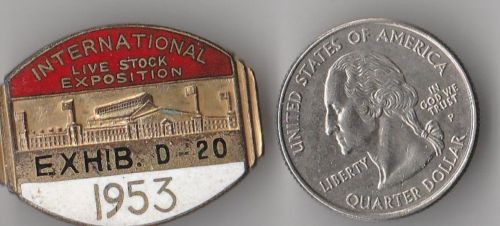 INTERNATIONAL
LIVE STOCK
EXPOSITION
EXHIB. D-20
1953
UNITED STATES OF AMERICA
IN
GOD WE
TRUST
P
LIBERTY
QUARTER DOLLAR